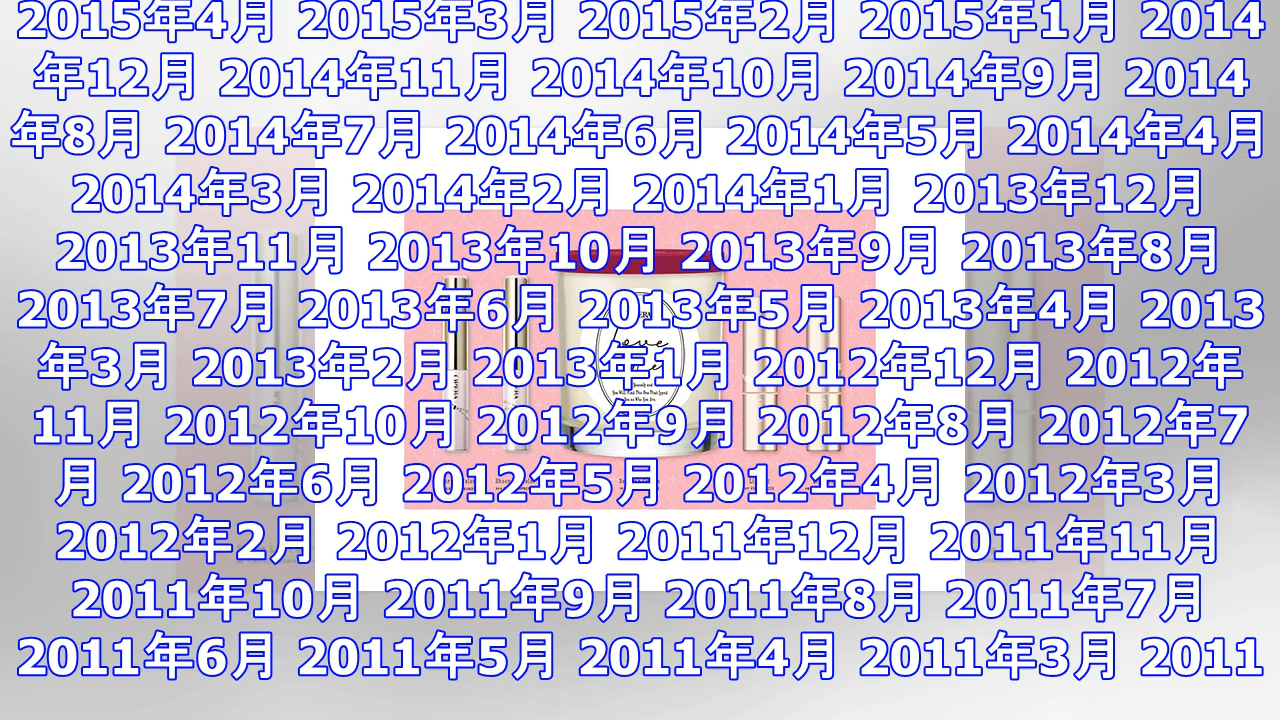 2015年4月 2015年3月 2015年2月 2015年1月 2014
年12月 2014年11月 2014年10月 2014年9月 2014
年8月 2014年7月 2014年6月 2014年5月 2014年4月
2014年3月 2014年2月 2014年1月 2013年12月
2013年11月 2013年10月 2013年9月 2013年8月
2013年7月 2013年6月 2013年5月 2013年4月 2013
年3月 2013年2月 2013年1月 2012年12月 2012年
11月 2012年10月 2012年9月 2012年8月 2012年7
月 2012年6月 2012年5月 2012年4月 2012年3月
2012年2月 2012年1月 2011年12月 2011年11月
2011年10月 2011年9月 2011年8月 2011年7月
2011年6月 2011年5月 2011年4月 2011年3月 2011